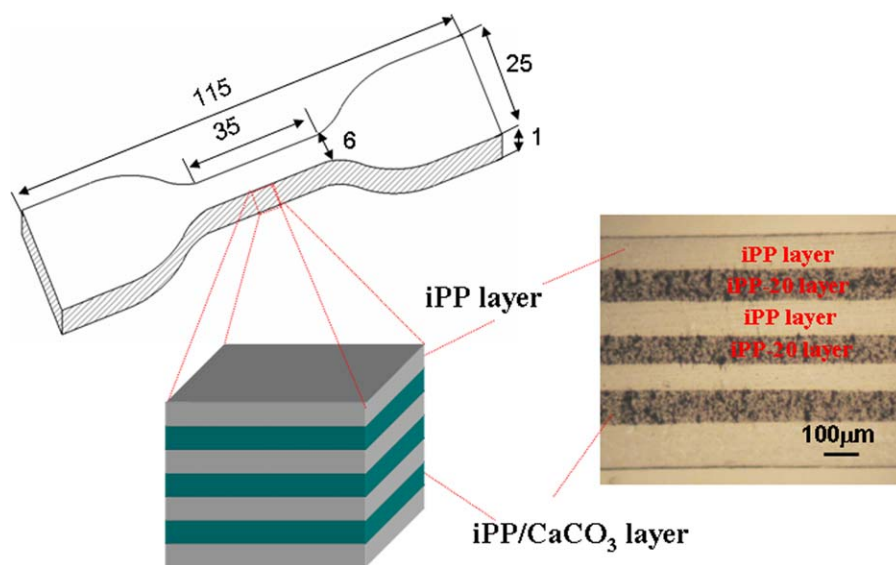 115
25
35
6
1
iPP layer
iPP layer
iPP-20 layer
iPP layer
iPP-20 layer
100μm
iPP/CaCO₃ layer